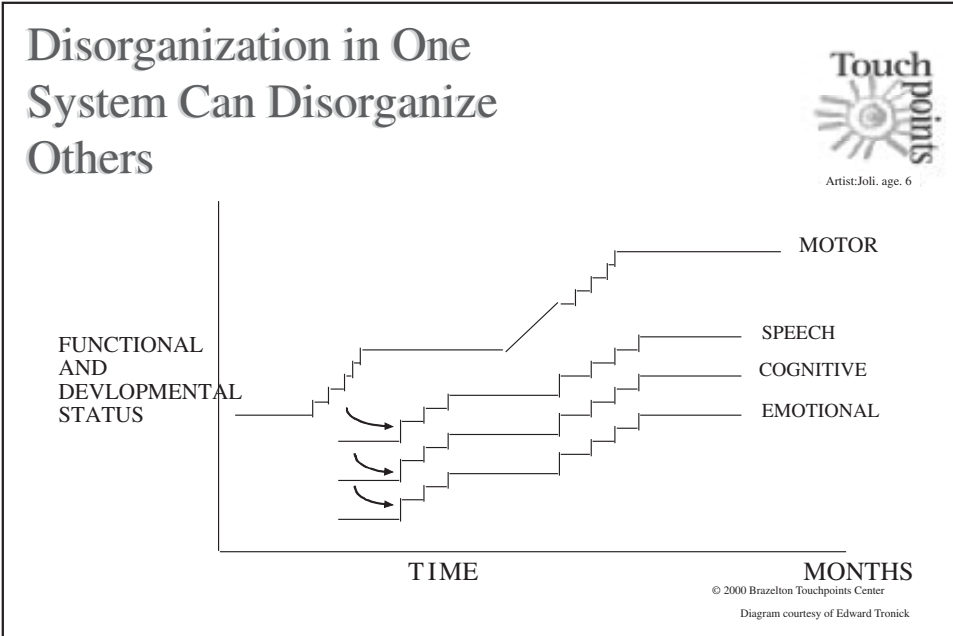 Disorganization in One
System Can Disorganize
Others
Touch
points
Artist:Joli. age. 6
MOTOR
SPEECH
COGNITIVE
EMOTIONAL
FUNCTIONAL
AND
DEVLOPMENTAL
STATUS
TIME
MONTHS
© 2000 Brazelton Touchpoints Center
Diagram courtesy of Edward Tronick